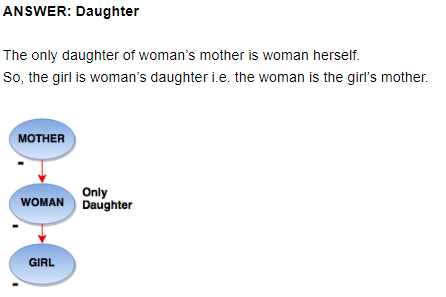 ANSWER: Daughter
The only daughter of woman's mother is woman herself.
So, the girl is woman's daughter i.e. the woman is the girl's mother.
MOTHER
-
WOMAN
Only
Daughter
-
GIRL
-